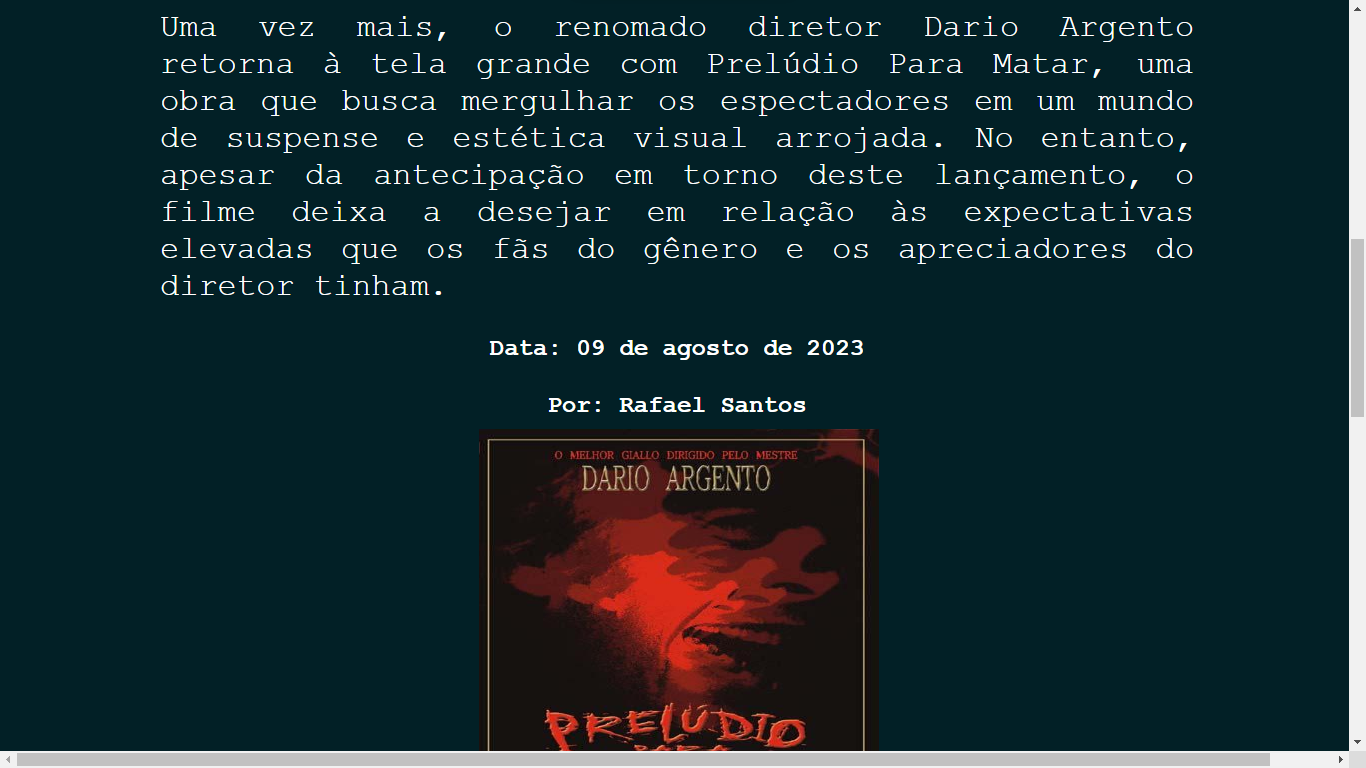 Uma vez mais, o renomado diretor Dario Argento
retorna à tela grande com Prelúdio Para Matar, uma
obra que busca mergulhar os espectadores em um mundo
de suspense e estética visual arrojada. No entanto,
apesar da antecipação em torno deste lançamento, o
filme deixa a desejar em relação às expectativas
elevadas que os fãs do gênero e os apreciadores do
diretor tinham.
Data: 09 de agosto de 2023
Por: Rafael Santos
O MELHOR GIALLO DIRIGIDO PELO MESTRE
DARIO ARGENTO
PRELÚDIO